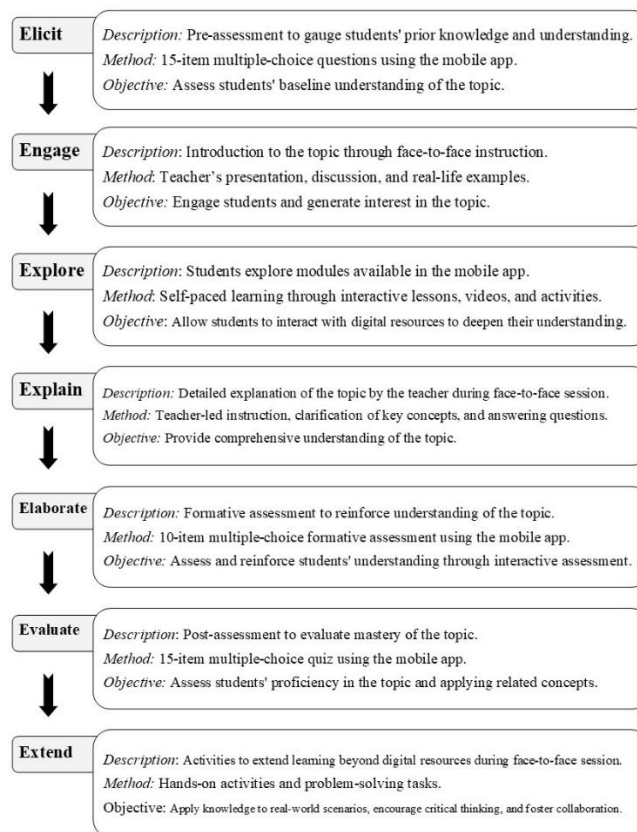 Elicit
Description: Pre-assessment to gauge students' prior knowledge and understanding.
Method: 15-item multiple-choice questions using the mobile app.
Objective: Assess students' baseline understanding of the topic.
Engage
Description: Introduction to the topic through face-to-face instruction.
Method: Teacher’s presentation, discussion, and real-life examples.
Objective: Engage students and generate interest in the topic.
Explore
Description: Students explore modules available in the mobile app.
Method: Self-paced learning through interactive lessons, videos, and activities.
Objective: Allow students to interact with digital resources to deepen their understanding.
Explain
Description: Detailed explanation of the topic by the teacher during face-to-face session.
Method: Teacher-led instruction, clarification of key concepts, and answering questions.
Objective: Provide comprehensive understanding of the topic.
Elaborate
Description: Formative assessment to reinforce understanding of the topic.
Method: 10-item multiple-choice formative assessment using the mobile app.
Objective: Assess and reinforce students' understanding through interactive assessment.
Evaluate
Description: Post-assessment to evaluate mastery of the topic.
Method: 15-item multiple-choice quiz using the mobile app.
Objective: Assess students' proficiency in the topic and applying related concepts.
Extend
Description: Activities to extend learning beyond digital resources during face-to-face session.
Method: Hands-on activities and problem-solving tasks.
Objective: Apply knowledge to real-world scenarios, encourage critical thinking, and foster collaboration.